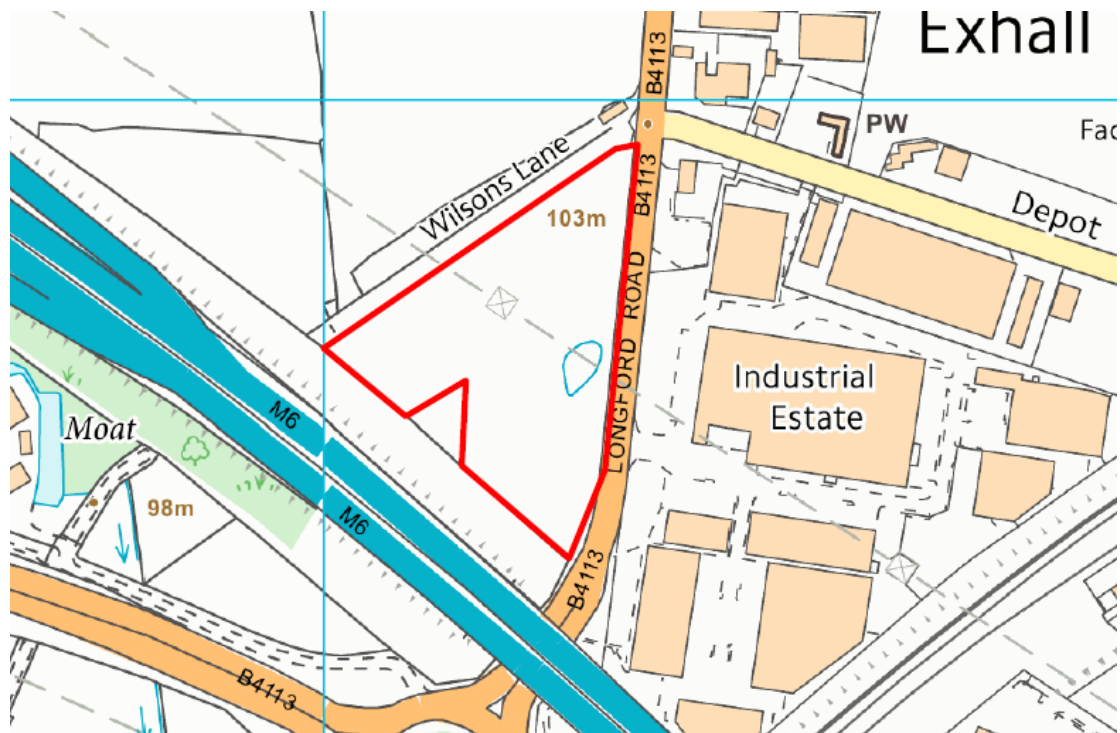 Exhall
B4113
PW
Fac
Wilsons Lane
B4113
103m
Depot
LONGFORD ROAD
Industrial
Estate
M6
Moat
98m
M6
B4113
B4113